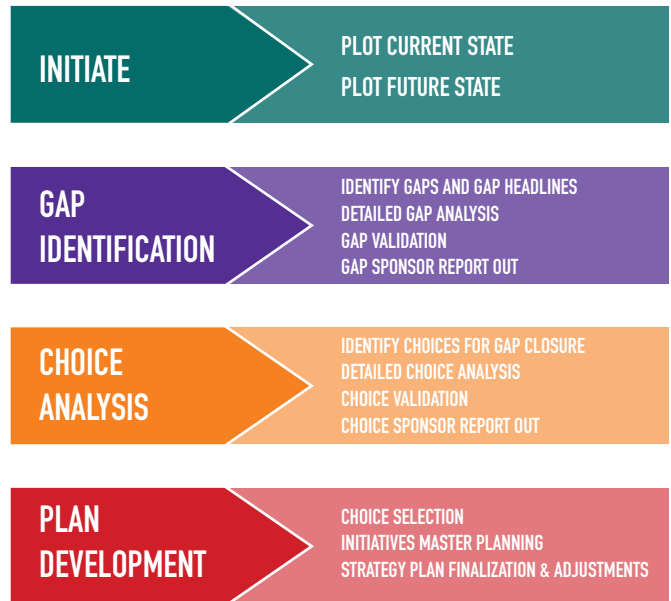 INITIATE
PLOT CURRENT STATE
PLOT FUTURE STATE
GAP
IDENTIFICATION
IDENTIFY GAPS AND GAP HEADLINES
DETAILED GAP ANALYSIS
GAP VALIDATION
GAP SPONSOR REPORT OUT
CHOICE
ANALYSIS
IDENTIFY CHOICES FOR GAP CLOSURE
DETAILED CHOICE ANALYSIS
CHOICE VALIDATION
CHOICE SPONSOR REPORT OUT
PLAN
DEVELOPMENT
CHOICE SELECTION
INITIATIVES MASTER PLANNING
STRATEGY PLAN FINALIZATION & ADJUSTMENTS